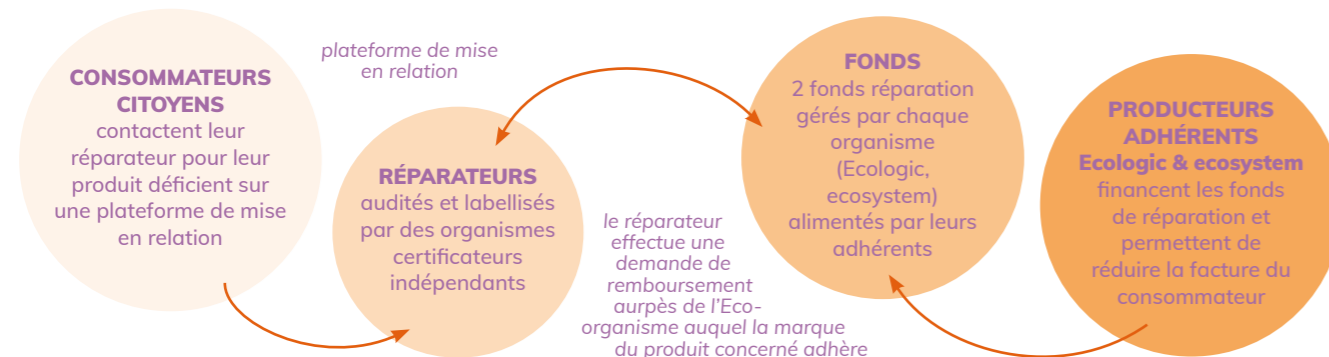 CONSOMMATEURS
CITOYENS
contactent leur
réparateur pour leur
produit déficient sur
une plateforme de mise
en relation
plateforme de mise
en relation
RÉPARATEURS
audités et labellisés
par des organismes
certificateurs
indépendants
le réparateur
effectue une
demande de
remboursement
aurpès de l'Eco-
organisme auquel la marque
du produit concerné adhère
FONDS
2 fonds réparation
gérés par chaque
organisme
(Ecologic,
ecosystem)
alimentés par leurs
adhérents
PRODUCTEURS
ADHÉRENTS
Ecologic & ecosystem
financent les fonds
de réparation et
permettent de
réduire la facture du
consommateur